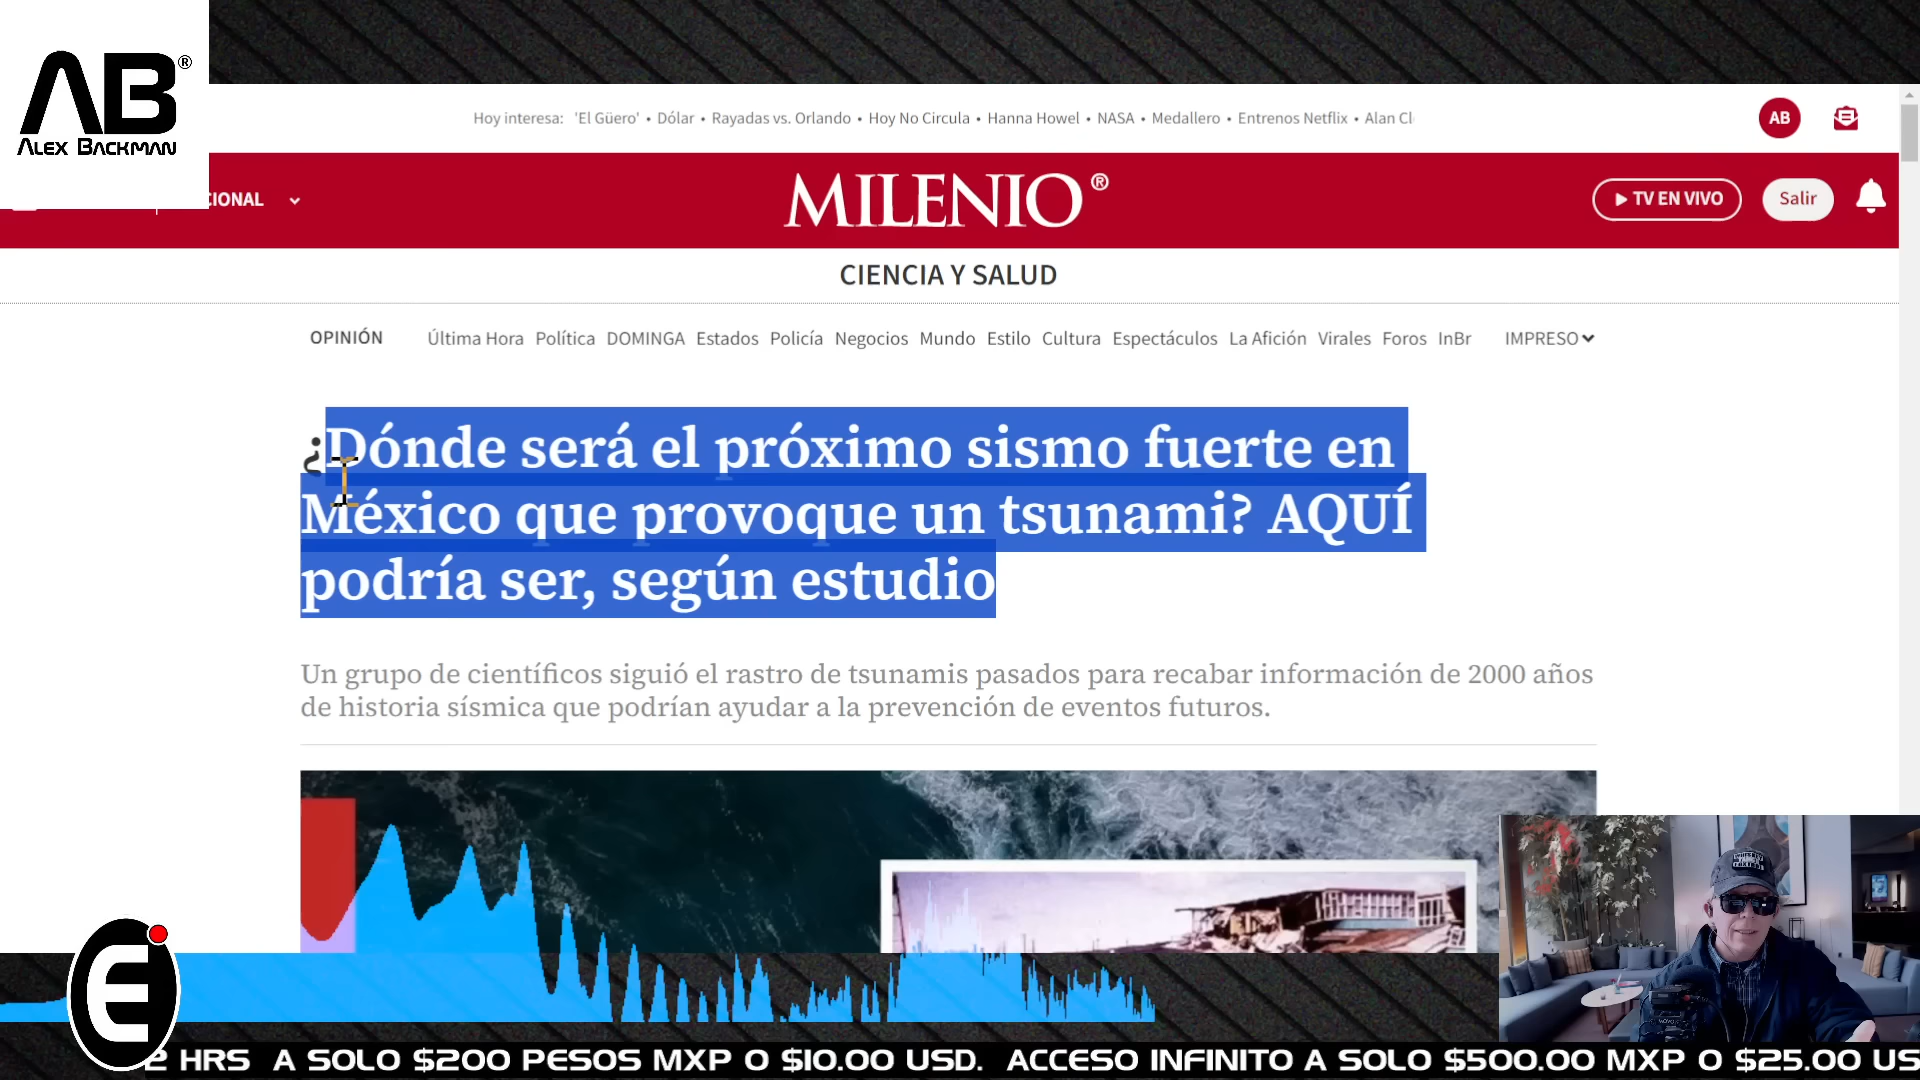 AB®
ALEX BACKMAN
Hoy interesa: 'El Güero' • Dólar • Rayadas vs. Orlando • Hoy No Circula • Hanna Howel • NASA • Medallero • Entrenos Netflix • Alan Cl
AB
CIONAL
MILENIO®
TV EN VIVO
Salir
CIENCIA Y SALUD
OPINIÓN Última Hora Política DOMINGA Estados Policía Negocios Mundo Estilo Cultura Espectáculos La Afición Virales Foros InBr IMPRESO
¿Dónde será el próximo sismo fuerte en
México que provoque un tsunami? AQUÍ
podría ser, según estudio
Un grupo de científicos siguió el rastro de tsunamis pasados para recabar información de 2000 años
de historia sísmica que podrían ayudar a la prevención de eventos futuros.
E
2 HRS A SOLO $200 PESOS MXP O $10.00 USD. ACCESO INFINITO A SOLO $500.00 MXP O $25.00 US